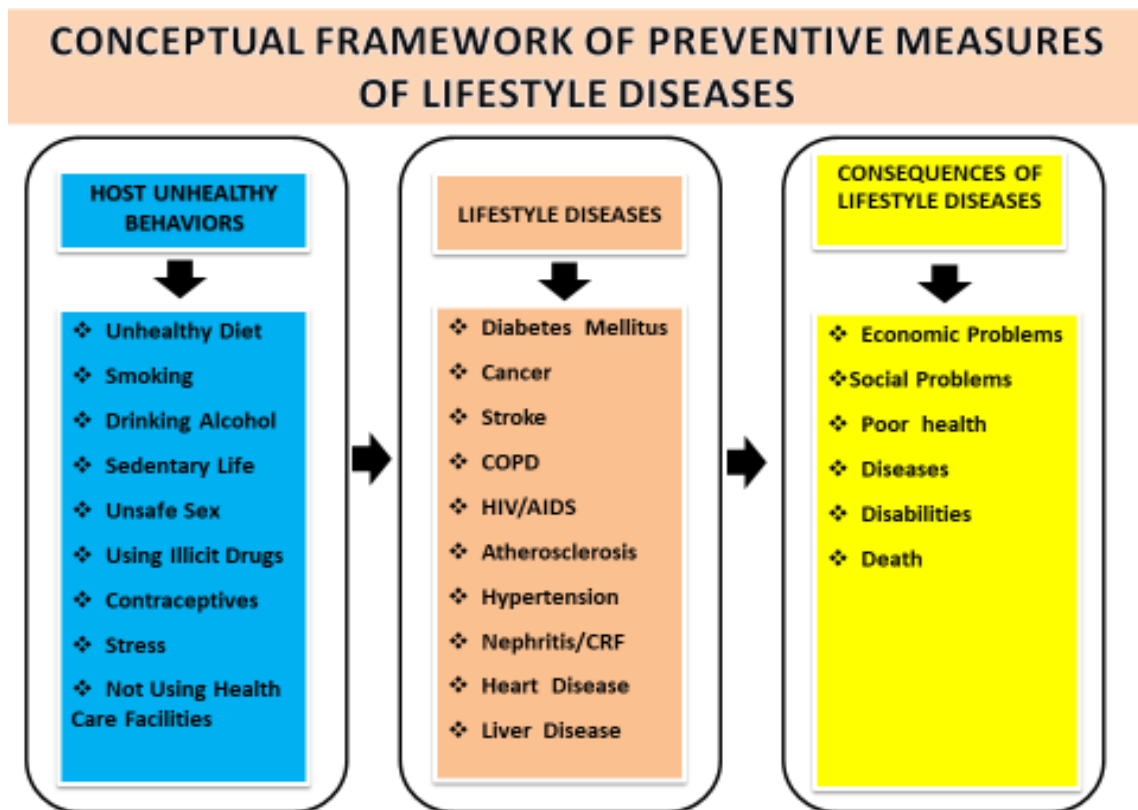 CONCEPTUAL FRAMEWORK OF PREVENTIVE MEASURES
OF LIFESTYLE DISEASES
HOST UNHEALTHY
BEHAVIORS
❖ Unhealthy Diet
❖ Smoking
❖ Drinking Alcohol
❖ Sedentary Life
❖ Unsafe Sex
❖ Using Illicit Drugs
❖ Contraceptives
❖ Stress
❖ Not Using Health
Care Facilities
LIFESTYLE DISEASES
❖ Diabetes Mellitus
❖ Cancer
❖ Stroke
❖ COPD
❖ HIV/AIDS
❖ Atherosclerosis
❖ Hypertension
❖ Nephritis/CRF
❖ Heart Disease
❖ Liver Disease
CONSEQUENCES OF
LIFESTYLE DISEASES
❖ Economic Problems
❖Social Problems
❖ Poor health
❖ Diseases
❖ Disabilities
❖ Death